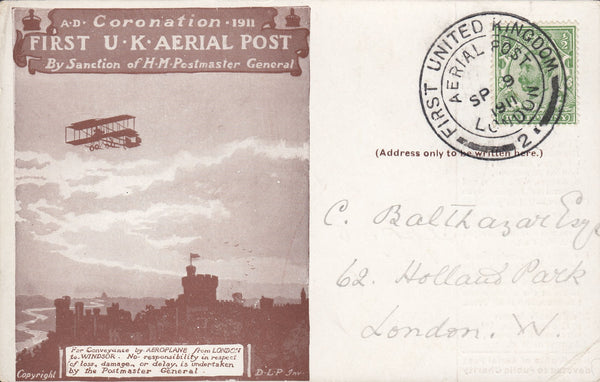 A·D· Coronation · 1911
FIRST U·K·AERIAL POST
By Sanction of H·M·Postmaster General
For Conveyance by AEROPLANE from LONDON
to WINDSOR. No responsibility in respect
of loss, damage, or delay, is undertaken
by the Postmaster General.
Copyright
D·L·P Inv.
FIRST UNITED KINGDOM
AERIAL POST
SP 9
1911
LONDON
2
(Address only to be written here.)
C. Balthazar Esq
62. Holland Park
London. W.